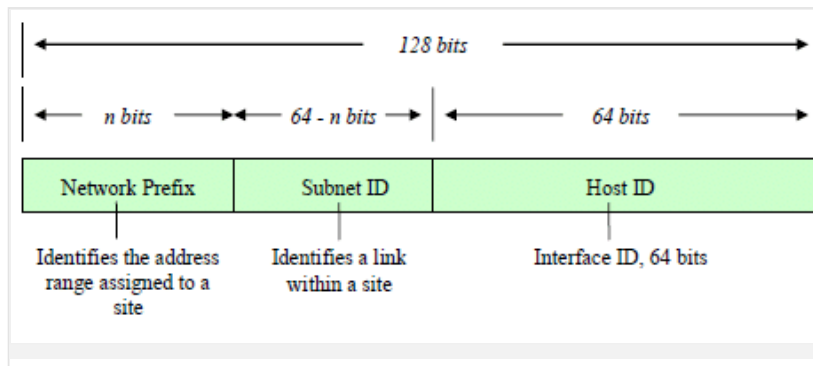 128 bits
n bits
64 - n bits
64 bits
Network Prefix
Subnet ID
Host ID
Identifies the address
range assigned to a
site
Identifies a link
within a site
Interface ID, 64 bits